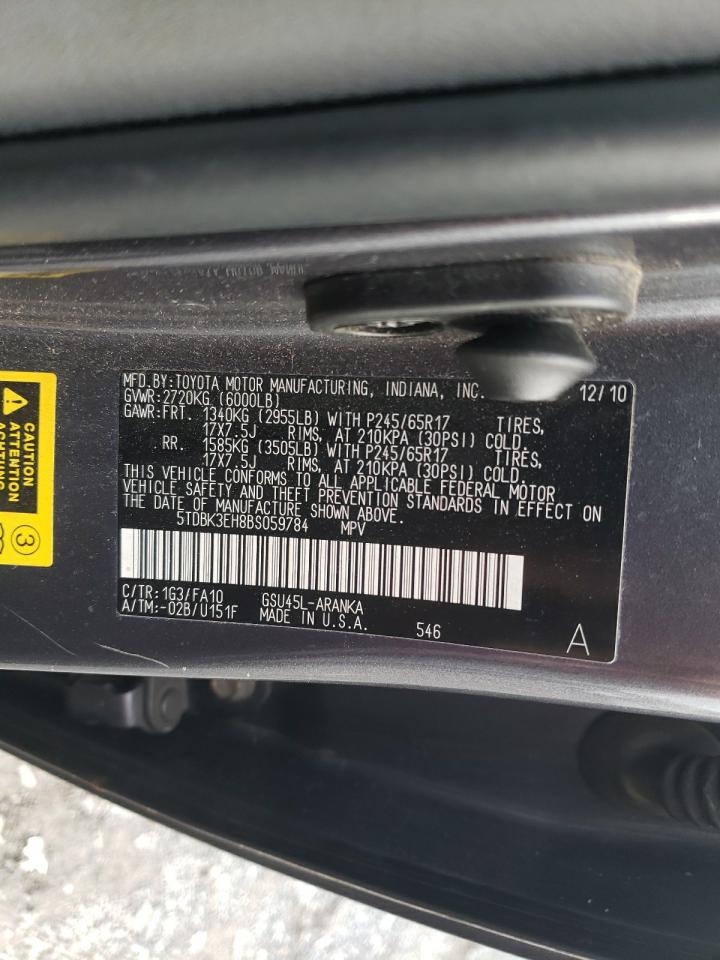 MFD.BY:TOYOTA MOTOR MANUFACTURING, INDIANA, INC. 12/10
GVWR:2720KG (6000LB)
GAWR:FRT. 1340KG (2955LB) WITH P245/65R17 TIRES,
17X7.5J RIMS, AT 210KPA (30PSI) COLD.
RR. 1585KG (3505LB) WITH P245/65R17 TIRES,
17X7.5J RIMS, AT 210KPA (30PSI) COLD.
THIS VEHICLE CONFORMS TO ALL APPLICABLE FEDERAL MOTOR
VEHICLE SAFETY AND THEFT PREVENTION STANDARDS IN EFFECT ON
THE DATE OF MANUFACTURE SHOWN ABOVE.
5TDBK3EH8BS059784 MPV
C/TR:1G3/FA10 GSU45L-ARANKA
A/TM:-02B/U151F MADE IN U.S.A. 546
A
CAUTION
ATTENTION
ACHTUNG
3